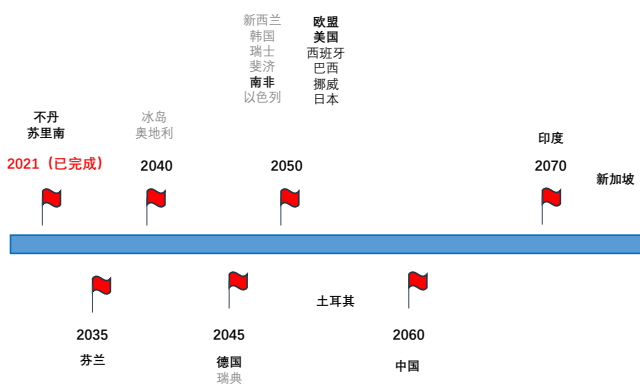 新西兰
韩国
瑞士
斐济
南非
以色列
欧盟
美国
西班牙
巴西
挪威
日本
不丹
苏里南
2021（已完成）
冰岛
奥地利
2040
2050
印度
2070
新加坡
2035
芬兰
2045
德国
瑞典
土耳其
2060
中国